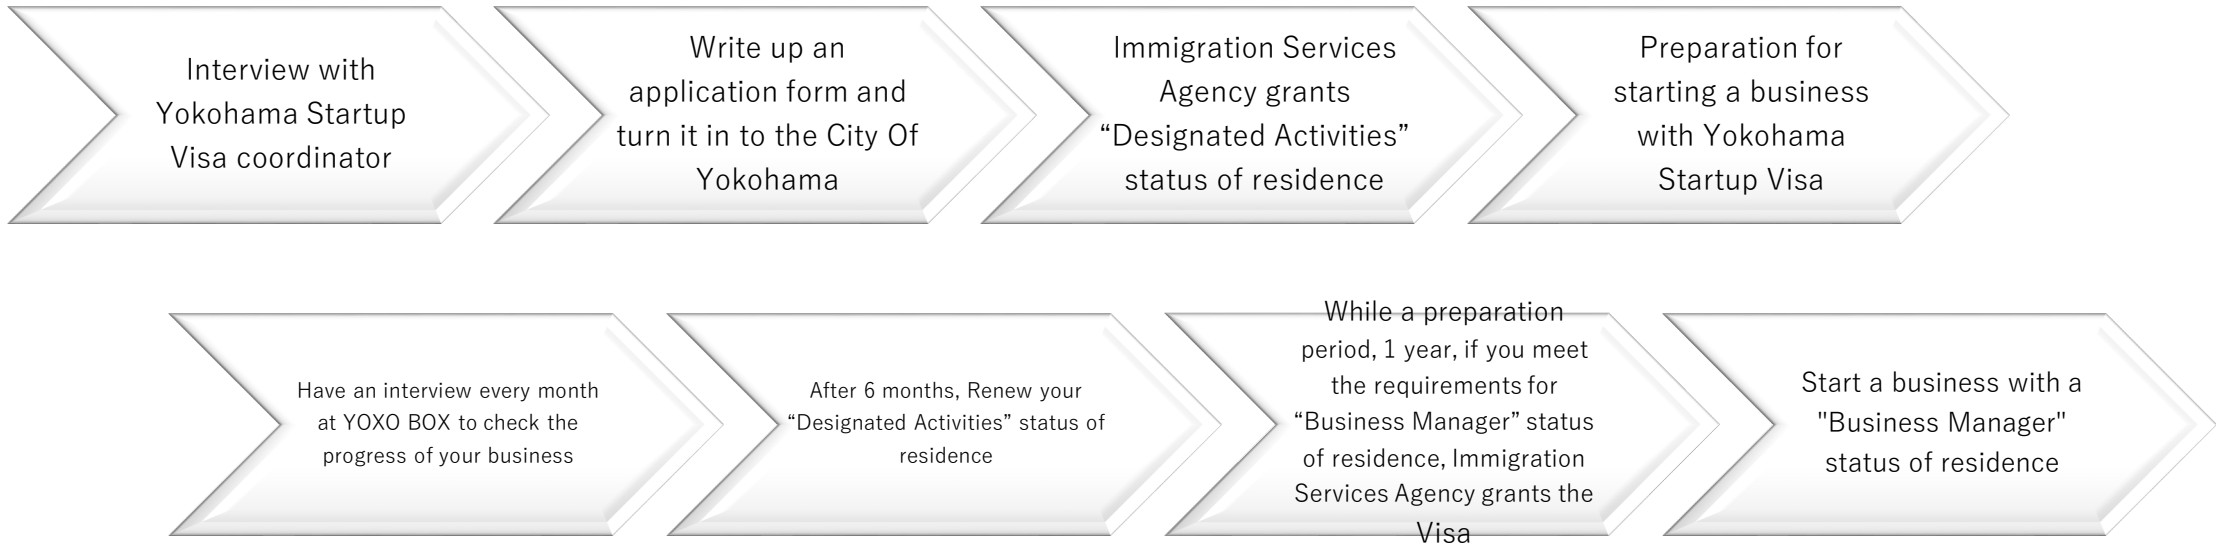 Interview with
Yokohama Startup
Visa coordinator
Write up an
application form and
turn it in to the City Of
Yokohama
Immigration Services
Agency grants
“Designated Activities”
status of residence
Preparation for
starting a business
with Yokohama
Startup Visa
Have an interview every month
at YOXO BOX to check the
progress of your business
After 6 months, Renew your
“Designated Activities” status of
residence
While a preparation
period, 1 year, if you meet
the requirements for
“Business Manager” status
of residence, Immigration
Services Agency grants the
Visa
Start a business with a
"Business Manager"
status of residence